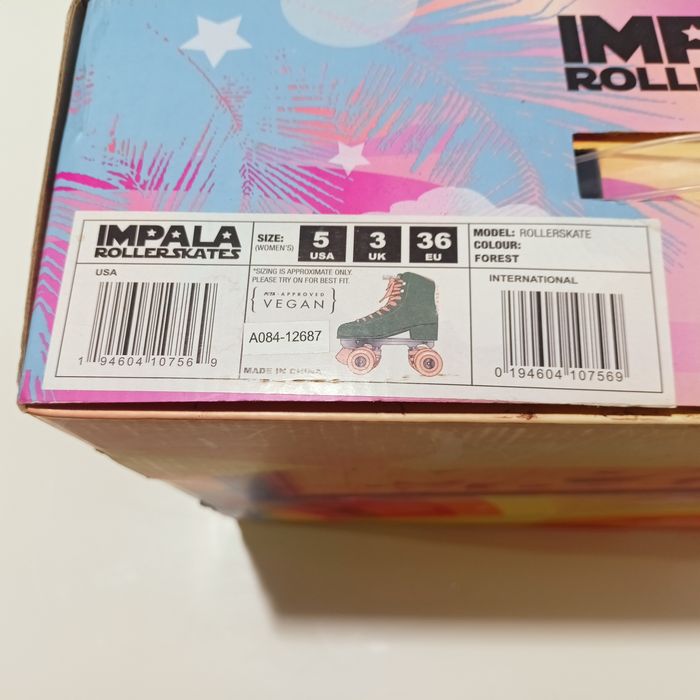 IMPALA
ROLLERSKATES
USA
1 94604 10756 9
SIZE:
(WOMEN'S)
5
USA
3
UK
36
EU
*SIZING IS APPROXIMATE ONLY.
PLEASE TRY ON FOR BEST FIT.
PETA - APPROVED
VEGAN
A084-12687
MADE IN CHINA
MODEL: ROLLERSKATE
COLOUR:
FOREST
INTERNATIONAL
0 194604 107569